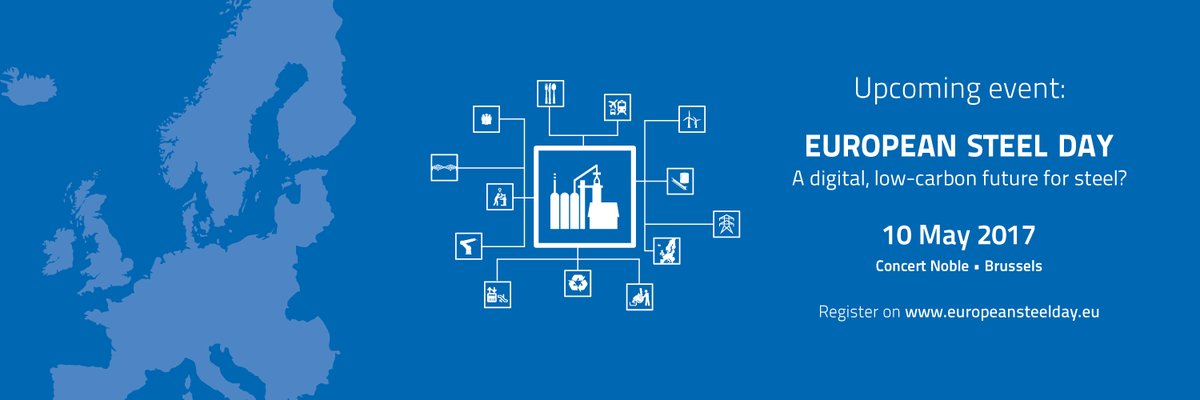 Upcoming event:
EUROPEAN STEEL DAY
A digital, low-carbon future for steel?
10 May 2017
Concert Noble • Brussels
Register on www.europeansteelday.eu